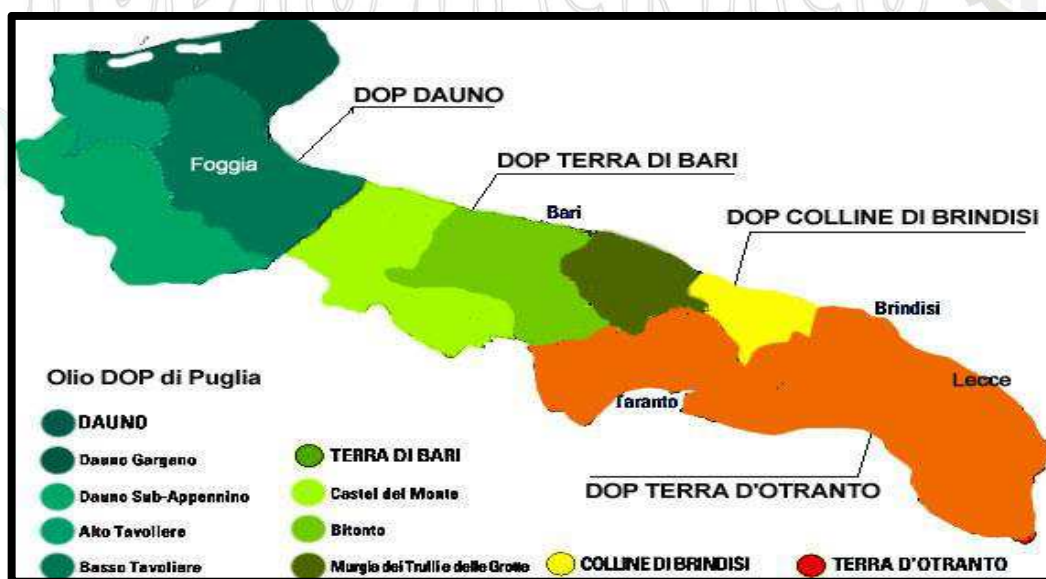 DOP DAUNO
Foggia
DOP TERRA DI BARI
Bari
DOP COLLINE DI BRINDISI
Brindisi
Lecce
Taranto
DOP TERRA D'OTRANTO
Olio DOP di Puglia
DAUNO
Dauno Gargano
Dauno Sub-Appennino
Alto Tavoliere
Basso Tavoliere
TERRA DI BARI
Castel del Monte
Bitonto
Murgia dei Trulli e delle Grotte
COLLINE DI BRINDISI
TERRA D'OTRANTO